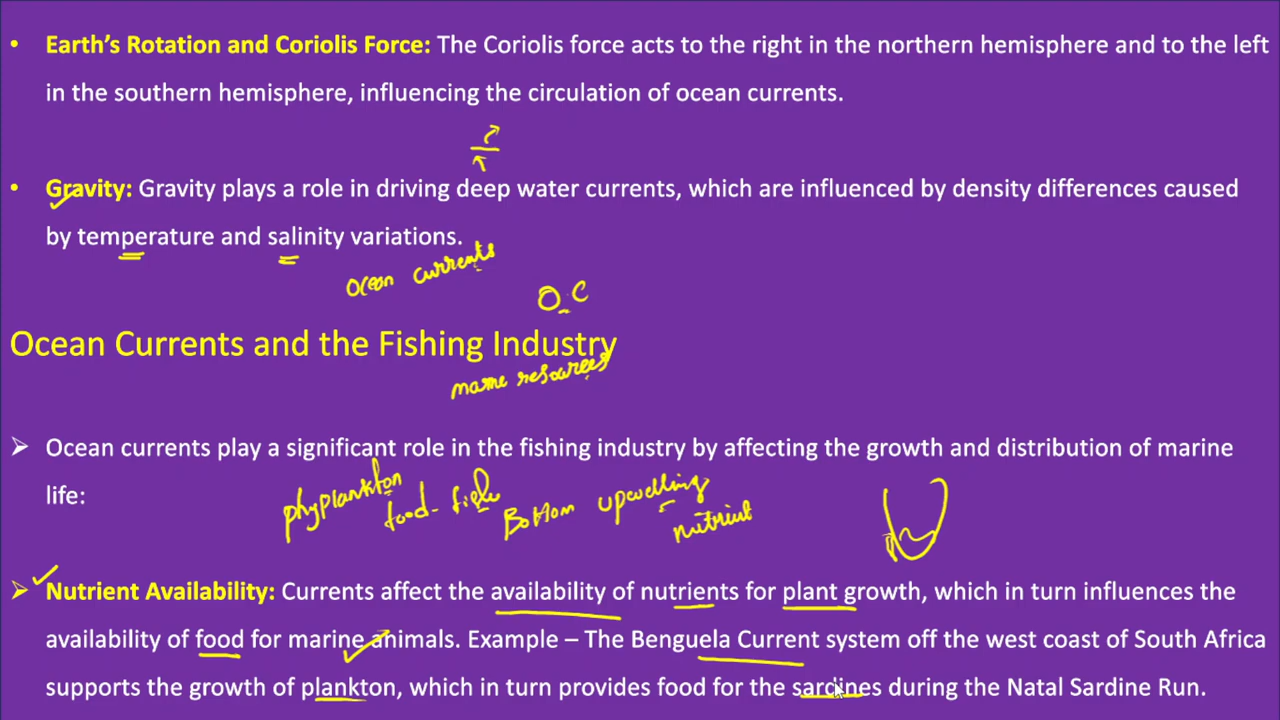 • Earth's Rotation and Coriolis Force: The Coriolis force acts to the right in the northern hemisphere and to the left
in the southern hemisphere, influencing the circulation of ocean currents.
• Gravity: Gravity plays a role in driving deep water currents, which are influenced by density differences caused
by temperature and salinity variations.
Ocean currents
O.C
Ocean Currents and the Fishing Industry
resources
➢ Ocean currents play a significant role in the fishing industry by affecting the growth and distribution of marine
life:
phyplankton food - Bottom upwelling
nutrient
➢ Nutrient Availability: Currents affect the availability of nutrients for plant growth, which in turn influences the
availability of food for marine animals. Example – The Benguela Current system off the west coast of South Africa
supports the growth of plankton, which in turn provides food for the sardines during the Natal Sardine Run.